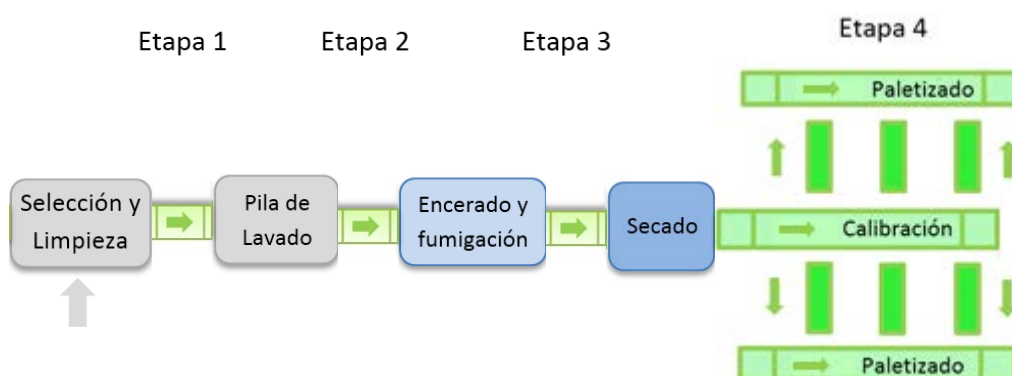 Etapa 1
Etapa 2
Etapa 3
Etapa 4
Paletizado
Selección y
Limpieza
Pila de
Lavado
Encerado y
fumigación
Secado
Calibración
Paletizado